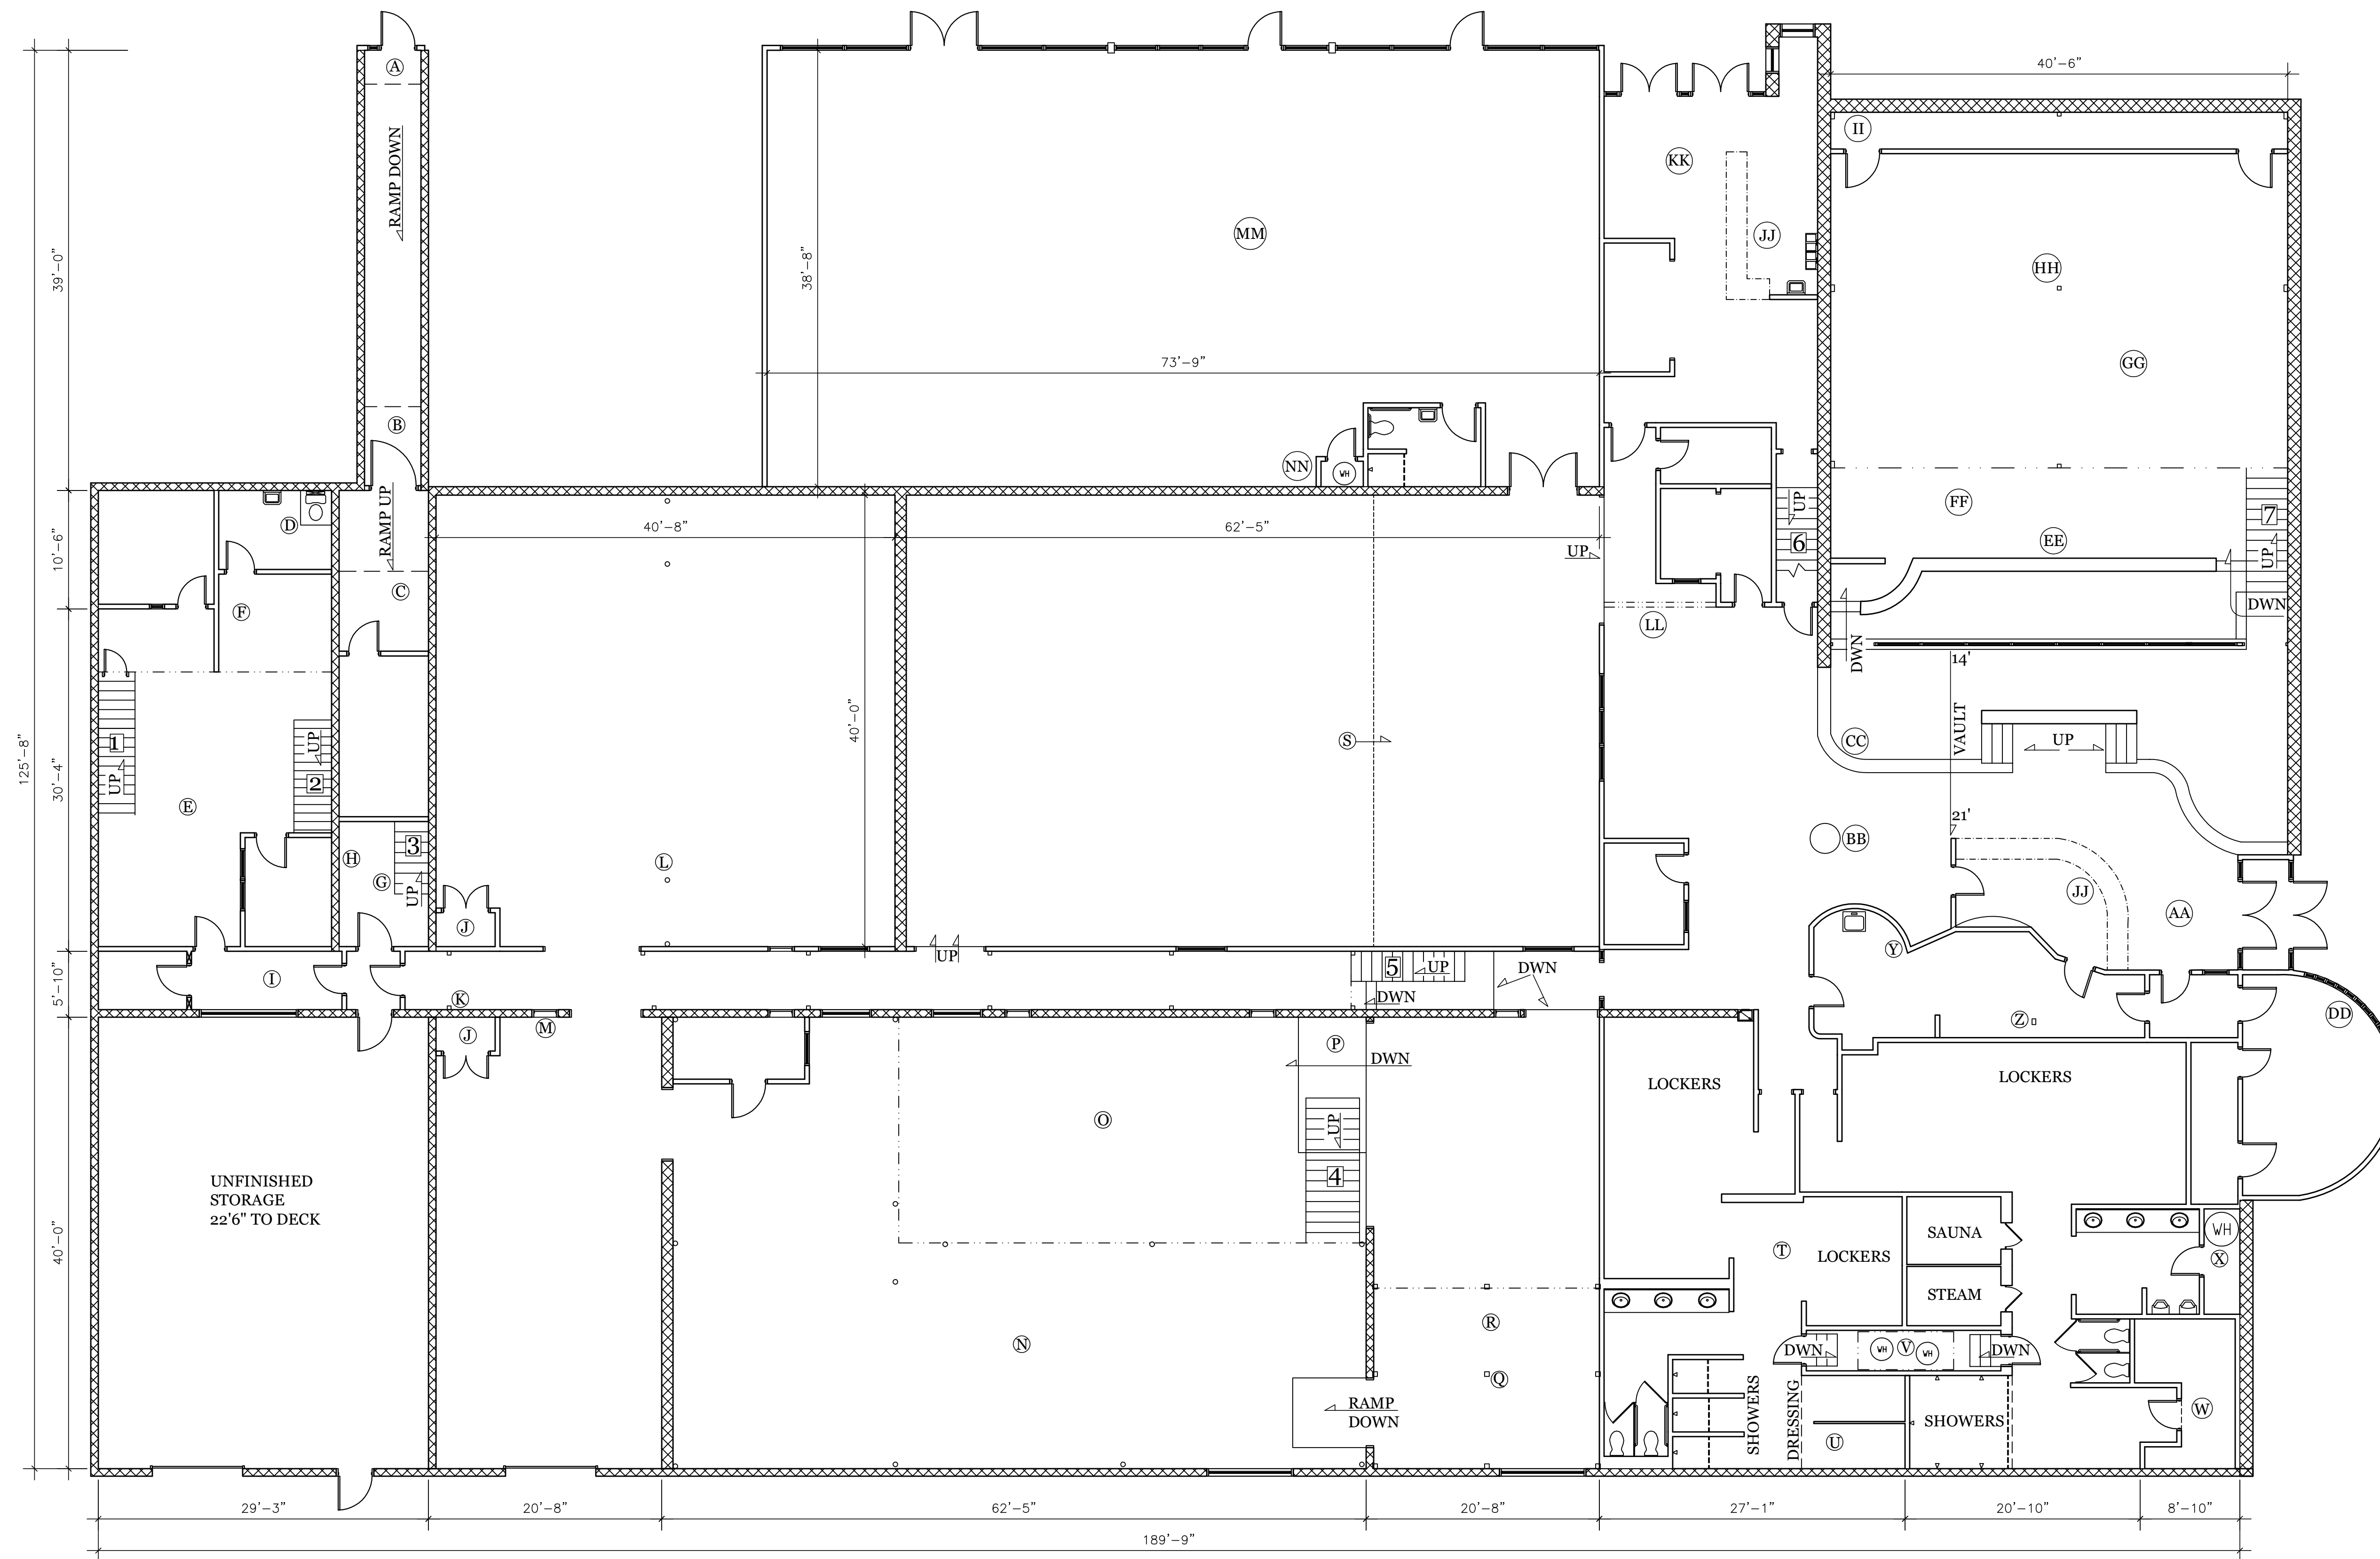 40'-6"
A
RAMP DOWN
II
KK
MM
JJ
HH
39'-0"
38'-8"
73'-9"
GG
B
NN
WH
RAMP UP
FF
7
D
40'-8"
62'-5"
UP
UP
6
EE
UP
10'-6"
C
F
LL
DWN
DWN
14'
125'-8"
30'-4"
1
UP
UP
2
40'-0"
S
CC
VAULT
UP
E
21'
3
H
G
UP
L
BB
JJ
J
AA
5'-10"
I
K
UP
5
UP
DWN
DWN
Y
M
J
P
DWN
Z
DD
LOCKERS
LOCKERS
O
UP
4
UNFINISHED
STORAGE
22'6" TO DECK
40'-0"
T
LOCKERS
SAUNA
WH
X
STEAM
N
R
DWN
WH
V
WH
DWN
Q
RAMP
DOWN
SHOWERS
DRESSING
U
SHOWERS
W
29'-3"
20'-8"
62'-5"
20'-8"
27'-1"
20'-10"
8'-10"
189'-9"